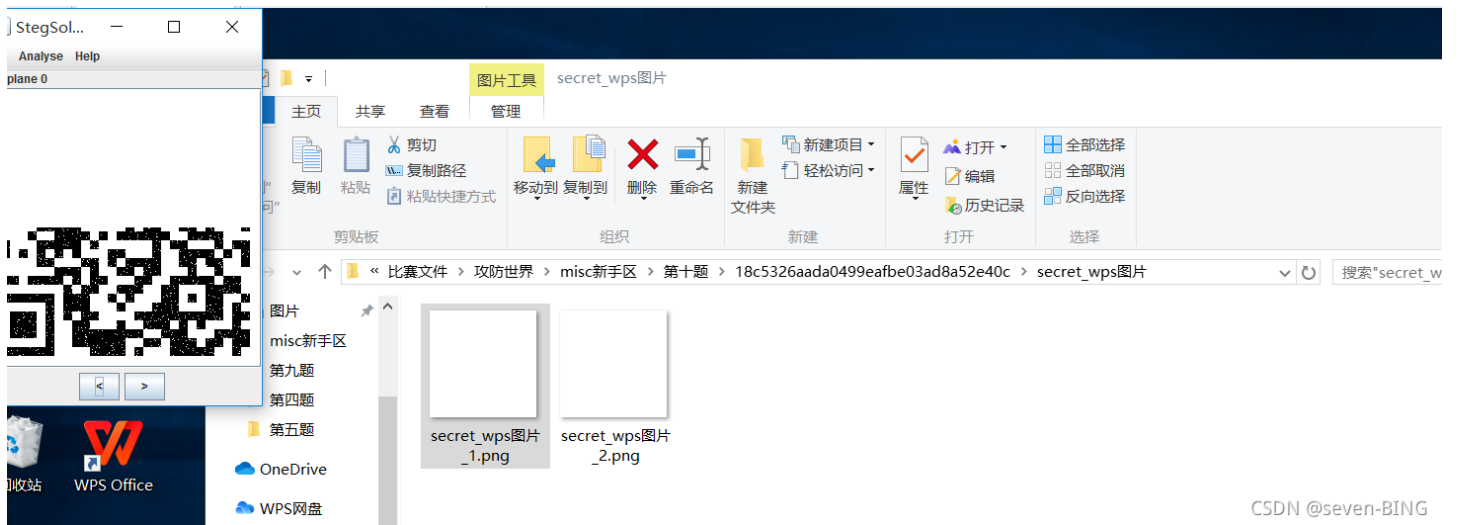 StegSol...
Analyse Help
plane 0
< >
图片工具 secret_wps图片
主页 共享 查看 管理
复制
粘贴
剪切
复制路径
粘贴快捷方式
剪贴板
移动到 复制到 删除 重命名
组织
新建
文件夹
新建项目
轻松访问
新建
属性
打开
编辑
历史记录
打开
全部选择
全部取消
反向选择
选择
« 比赛文件 > 攻防世界 > misc新手区 > 第十题 > 18c5326aada0499eafbe03ad8a52e40c > secret_wps图片
搜索"secret_w
图片
misc新手区
第九题
第四题
第五题
OneDrive
WPS网盘
secret_wps图片
_1.png
secret_wps图片
_2.png
收站
WPS Office
CSDN @seven-BING